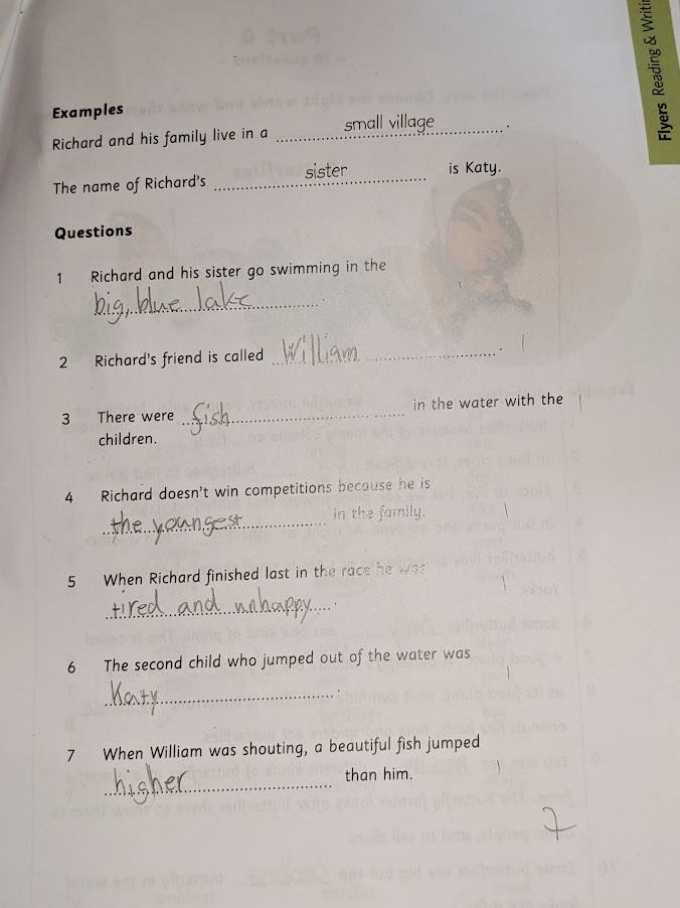 Flyers Reading & Writi
Examples
Richard and his family live in a small village.
The name of Richard's sister is Katy.
Questions
1 Richard and his sister go swimming in the
big, blue lake.
2 Richard's friend is called William.
3 There were fish in the water with the
children.
4 Richard doesn't win competitions because he is
the youngest in the family.
5 When Richard finished last in the race he was
tired and unhappy.
6 The second child who jumped out of the water was
Katy.
7 When William was shouting, a beautiful fish jumped
higher than him.
7